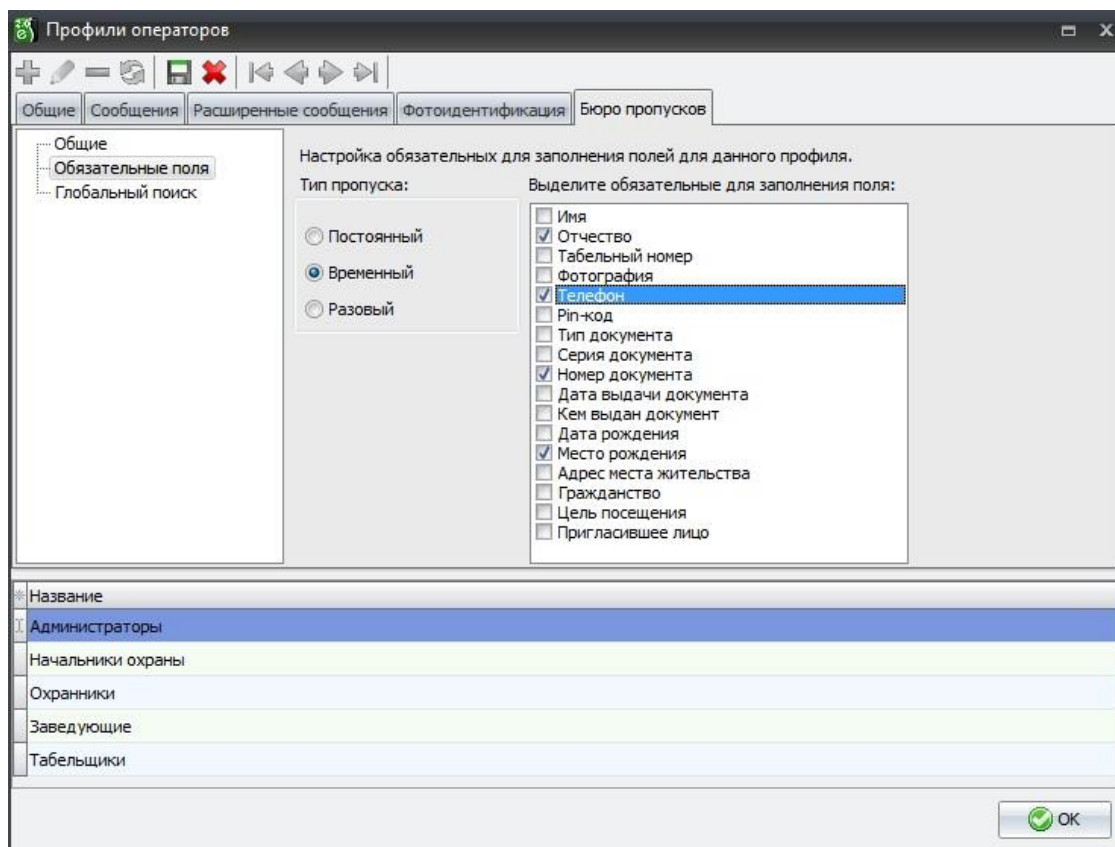 Профили операторов
Общие Сообщения Расширенные сообщения Фотоидентификация Бюро пропусков
Общие
Обязательные поля
Глобальный поиск
Настройка обязательных для заполнения полей для данного профиля.
Тип пропуска:
Постоянный
Временный
Разовый
Выделите обязательные для заполнения поля:
Имя
Отчество
Табельный номер
Фотография
Телефон
Pin-код
Тип документа
Серия документа
Номер документа
Дата выдачи документа
Кем выдан документ
Дата рождения
Место рождения
Адрес места жительства
Гражданство
Цель посещения
Пригласившее лицо
Название
Администраторы
Начальники охраны
Охранники
Заведующие
Табельщики
OK